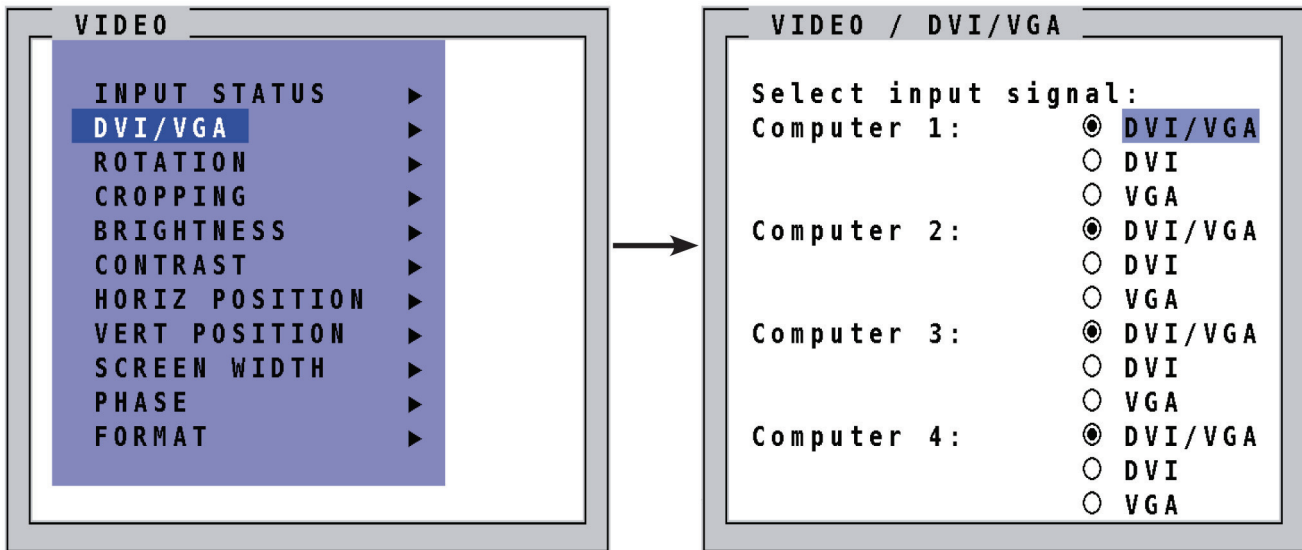 VIDEO
INPUT STATUS
DVI/VGA
ROTATION
CROPPING
BRIGHTNESS
CONTRAST
HORIZ POSITION
VERT POSITION
SCREEN WIDTH
PHASE
FORMAT
VIDEO / DVI/VGA
Select input signal:
Computer 1: DVI/VGA
DVI
VGA
Computer 2: DVI/VGA
DVI
VGA
Computer 3: DVI/VGA
DVI
VGA
Computer 4: DVI/VGA
DVI
VGA